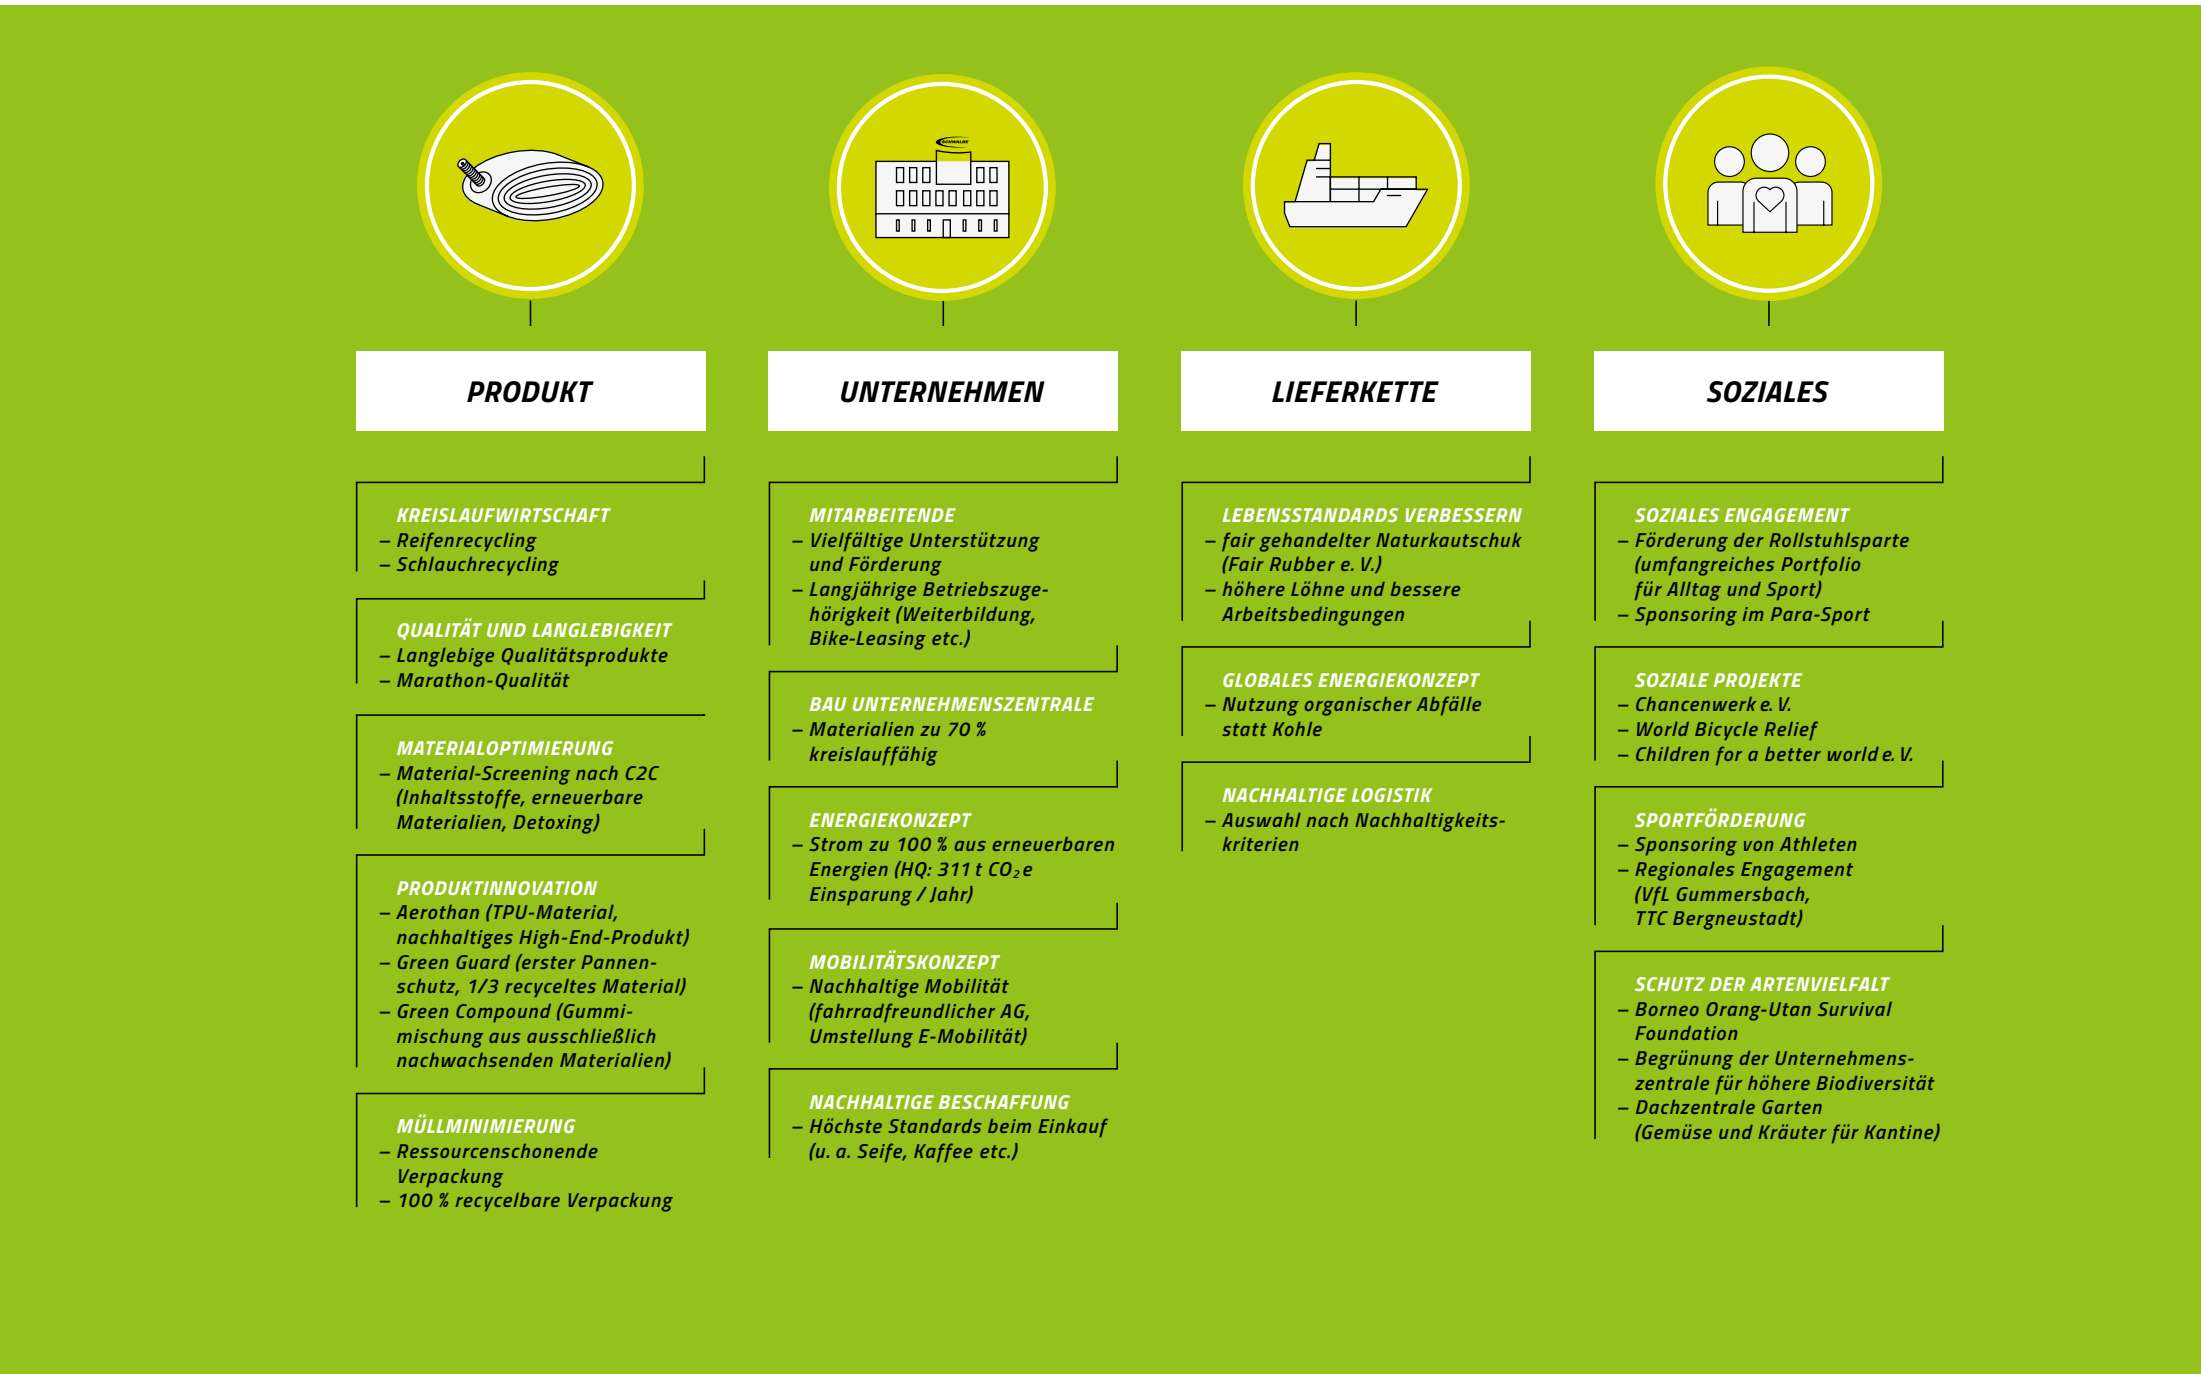 SCHWALBE
PRODUKT
KREISLAUFWIRTSCHAFT
– Reifenrecycling
– Schlauchrecycling
QUALITÄT UND LANGLEBIGKEIT
– Langlebige Qualitätsprodukte
– Marathon-Qualität
MATERIALOPTIMIERUNG
– Material-Screening nach C2C
(Inhaltsstoffe, erneuerbare
Materialien, Detoxing)
PRODUKTINNOVATION
– Aerothan (TPU-Material,
nachhaltiges High-End-Produkt)
– Green Guard (erster Pannen-
schutz, 1/3 recyceltes Material)
– Green Compound (Gummi-
mischung aus ausschließlich
nachwachsenden Materialien)
MÜLLMINIMIERUNG
– Ressourcenschonende
Verpackung
– 100 % recycelbare Verpackung
UNTERNEHMEN
MITARBEITENDE
– Vielfältige Unterstützung
und Förderung
– Langjährige Betriebszuge-
hörigkeit (Weiterbildung,
Bike-Leasing etc.)
BAU UNTERNEHMENSZENTRALE
– Materialien zu 70 %
kreislauffähig
ENERGIEKONZEPT
– Strom zu 100 % aus erneuerbaren
Energien (HQ: 311 t CO₂e
Einsparung / Jahr)
MOBILITÄTSKONZEPT
– Nachhaltige Mobilität
(fahrradfreundlicher AG,
Umstellung E-Mobilität)
NACHHALTIGE BESCHAFFUNG
– Höchste Standards beim Einkauf
(u. a. Seife, Kaffee etc.)
LIEFERKETTE
LEBENSSTANDARDS VERBESSERN
– fair gehandelter Naturkautschuk
(Fair Rubber e. V.)
– höhere Löhne und bessere
Arbeitsbedingungen
GLOBALES ENERGIEKONZEPT
– Nutzung organischer Abfälle
statt Kohle
NACHHALTIGE LOGISTIK
– Auswahl nach Nachhaltigkeits-
kriterien
SOZIALES
SOZIALES ENGAGEMENT
– Förderung der Rollstuhlsparte
(umfangreiches Portfolio
für Alltag und Sport)
– Sponsoring im Para-Sport
SOZIALE PROJEKTE
– Chancenwerk e. V.
– World Bicycle Relief
– Children for a better world e. V.
SPORTFÖRDERUNG
– Sponsoring von Athleten
– Regionales Engagement
(VfL Gummersbach,
TTC Bergneustadt)
SCHUTZ DER ARTENVIELFALT
– Borneo Orang-Utan Survival
Foundation
– Begrünung der Unternehmens-
zentrale für höhere Biodiversität
– Dachzentrale Garten
(Gemüse und Kräuter für Kantine)